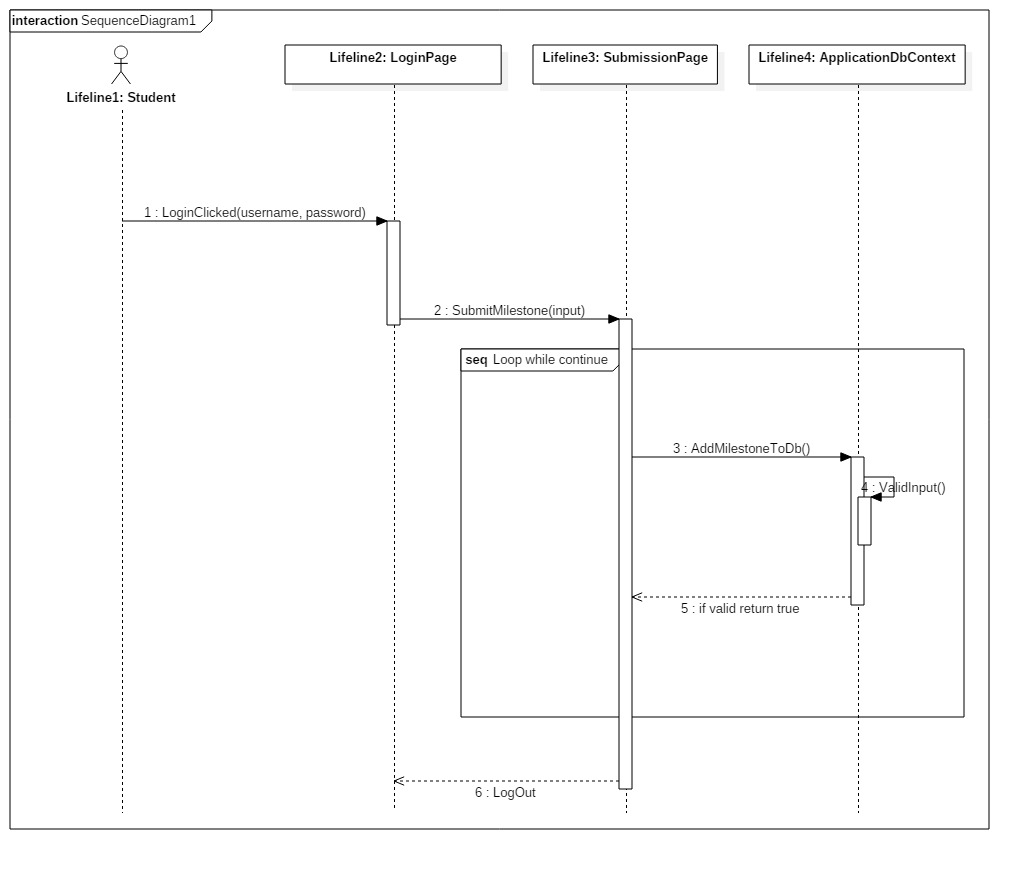 interaction SequenceDiagram1
Lifeline1: Student
Lifeline2: LoginPage
Lifeline3: SubmissionPage
Lifeline4: ApplicationDbContext
1 : LoginClicked(username, password)
2 : SubmitMilestone(input)
seq Loop while continue
3 : AddMilestoneToDb()
4 : ValidInput()
5 : if valid return true
6 : LogOut